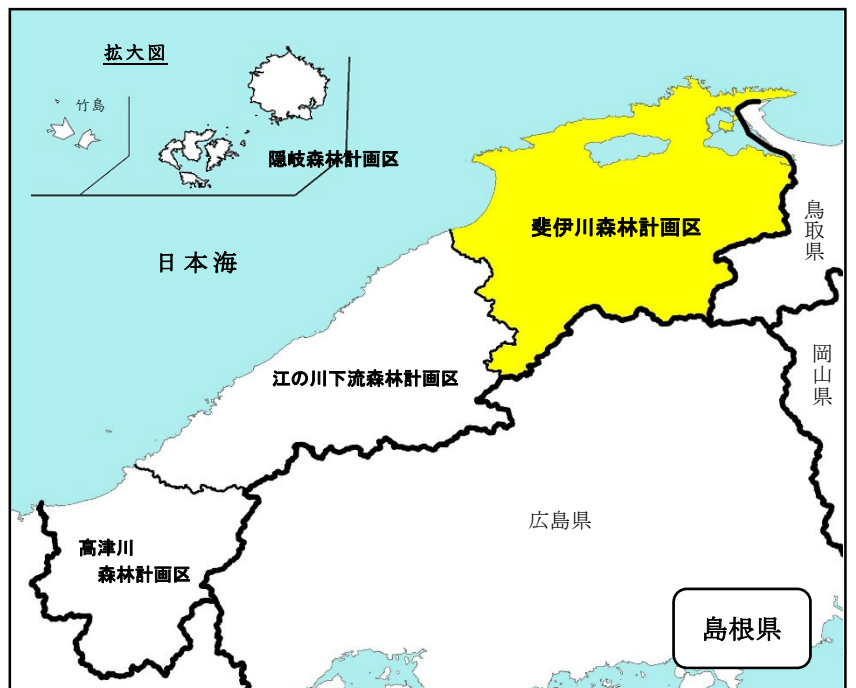 拡大図
竹島
隠岐森林計画区
日本海
斐伊川森林計画区
鳥取県
岡山県
江の川下流森林計画区
広島県
高津川
森林計画区
島根県